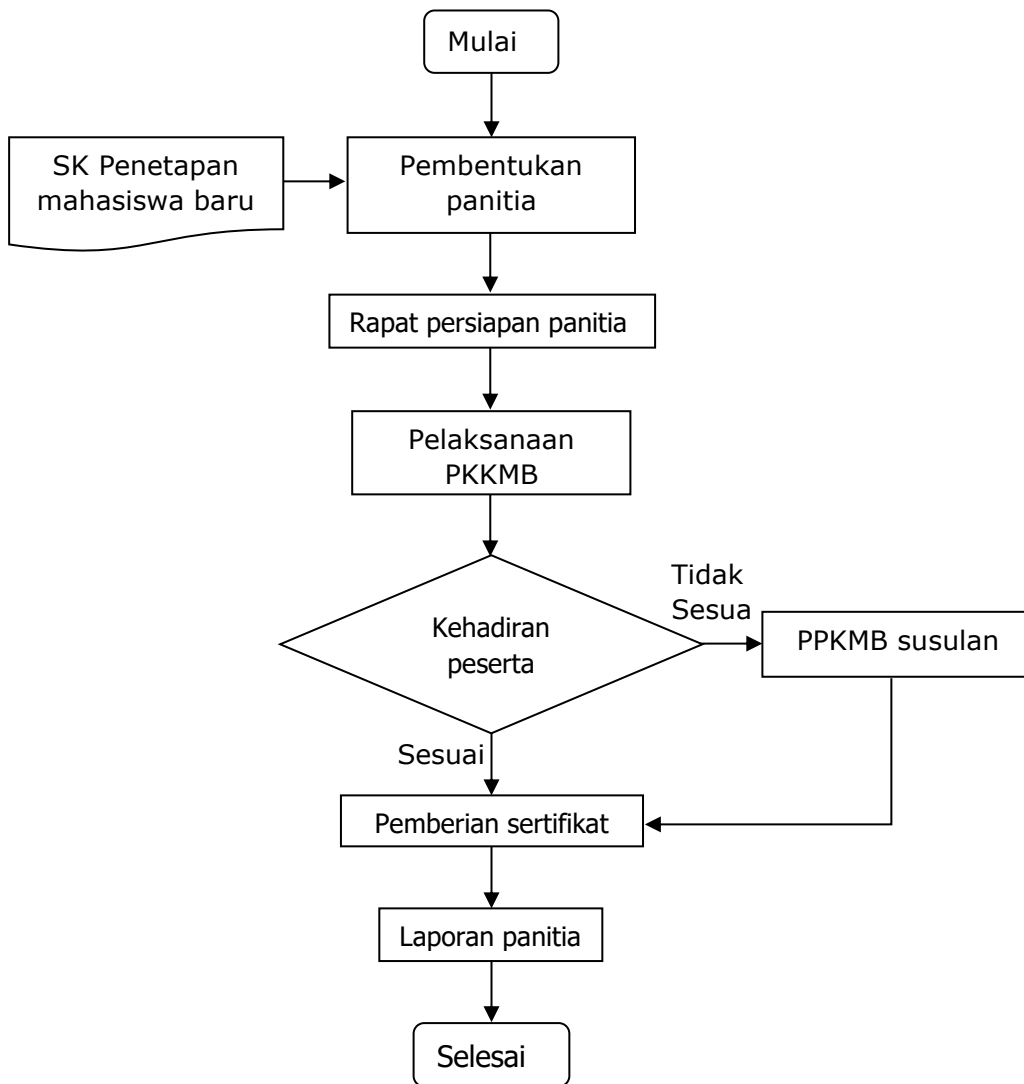 Mulai
SK Penetapan
mahasiswa baru
Pembentukan
panitia
Rapat persiapan panitia
Pelaksanaan
PKKMB
Kehadiran
peserta
Tidak
Sesua
PPKMB susulan
Sesuai
Pemberian sertifikat
Laporan panitia
Selesai